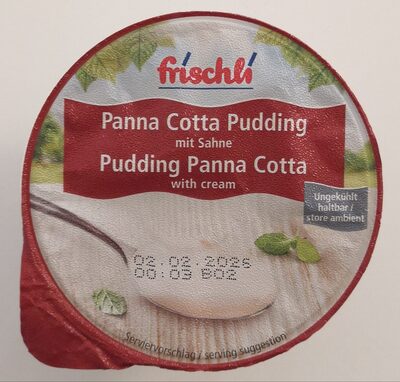 frischli
Panna Cotta Pudding
mit Sahne
Pudding Panna Cotta
with cream
Ungekühlt
haltbar /
store ambient
02.02.2026
00:03 B02
Serviervorschlag / serving suggestion